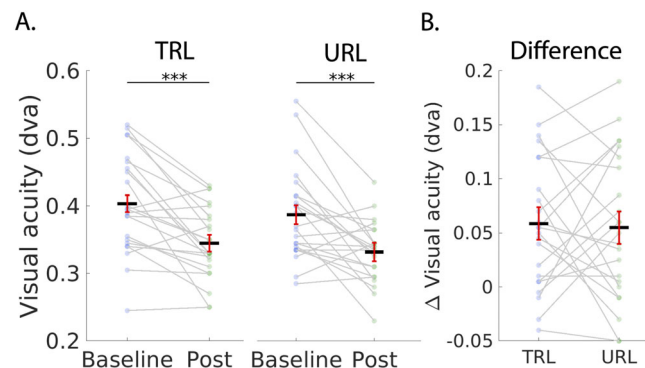 A.
B.
TRL
URL
Difference
***
***
Visual acuity (dva)
0.6
0.5
0.4
0.3
0.2
Baseline Post
Baseline Post
Δ Visual acuity (dva)
0.2
0.15
0.1
0.05
0
-0.05
TRL
URL